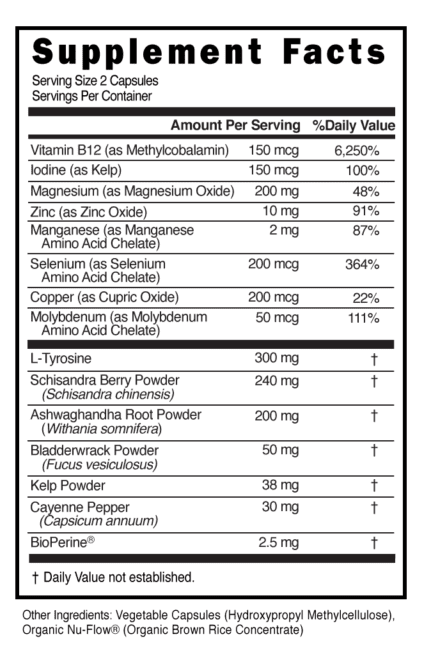 Supplement Facts
Serving Size 2 Capsules
Servings Per Container
Amount Per Serving %Daily Value
Vitamin B12 (as Methylcobalamin) 150 mcg 6,250%
Iodine (as Kelp) 150 mcg 100%
Magnesium (as Magnesium Oxide) 200 mg 48%
Zinc (as Zinc Oxide) 10 mg 91%
Manganese (as Manganese 2 mg 87%
Amino Acid Chelate)
Selenium (as Selenium 200 mcg 364%
Amino Acid Chelate)
Copper (as Cupric Oxide) 200 mcg 22%
Molybdenum (as Molybdenum 50 mcg 111%
Amino Acid Chelate)
L-Tyrosine 300 mg †
Schisandra Berry Powder 240 mg †
(Schisandra chinensis)
Ashwaghandha Root Powder 200 mg †
(Withania somnifera)
Bladderwrack Powder 50 mg †
(Fucus vesiculosus)
Kelp Powder 38 mg †
Cayenne Pepper 30 mg †
(Capsicum annuum)
BioPerine® 2.5 mg †
† Daily Value not established.
Other Ingredients: Vegetable Capsules (Hydroxypropyl Methylcellulose),
Organic Nu-Flow® (Organic Brown Rice Concentrate)